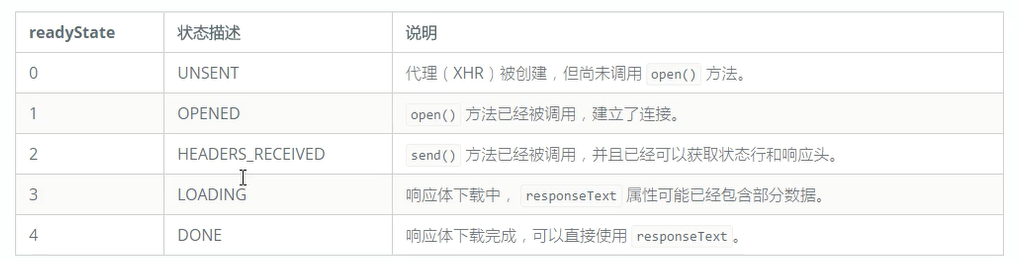 readyState 状态描述 说明
0 UNSENT 代理（XHR）被创建，但尚未调用 open() 方法。
1 OPENED open() 方法已经被调用，建立了连接。
2 HEADERS_RECEIVED send() 方法已经被调用，并且已经可以获取状态行和响应头。
3 LOADING 响应体下载中， responseText 属性可能已经包含部分数据。
4 DONE 响应体下载完成，可以直接使用 responseText 。